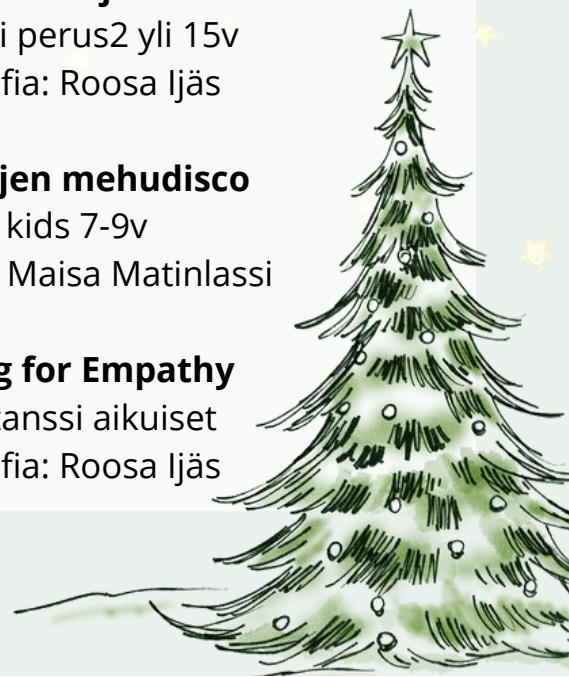 i perus2 yli 15v
fia: Roosa Ijäs
jen mehudisco
kids 7-9v
Maisa Matinlassi
g for Empathy
tanssi aikuiset
fia: Roosa Ijäs